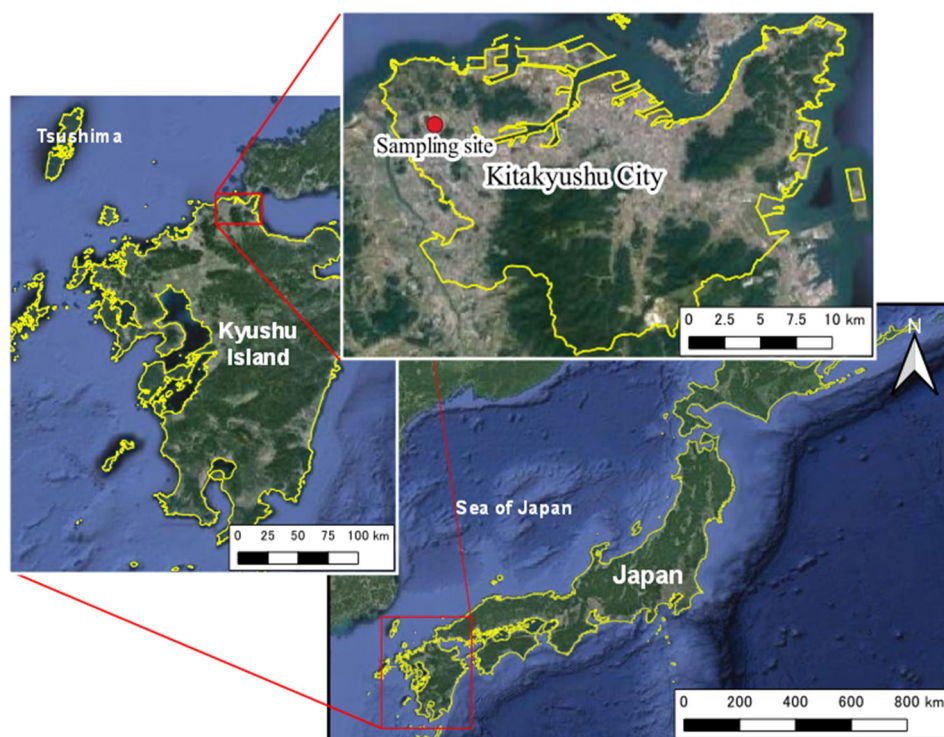 Tsushima
Sampling site
Kitakyushu City
0 2.5 5 7.5 10 km
Kyushu
Island
0 25 50 75 100 km
N
Sea of Japan
Japan
0 200 400 600 800 km